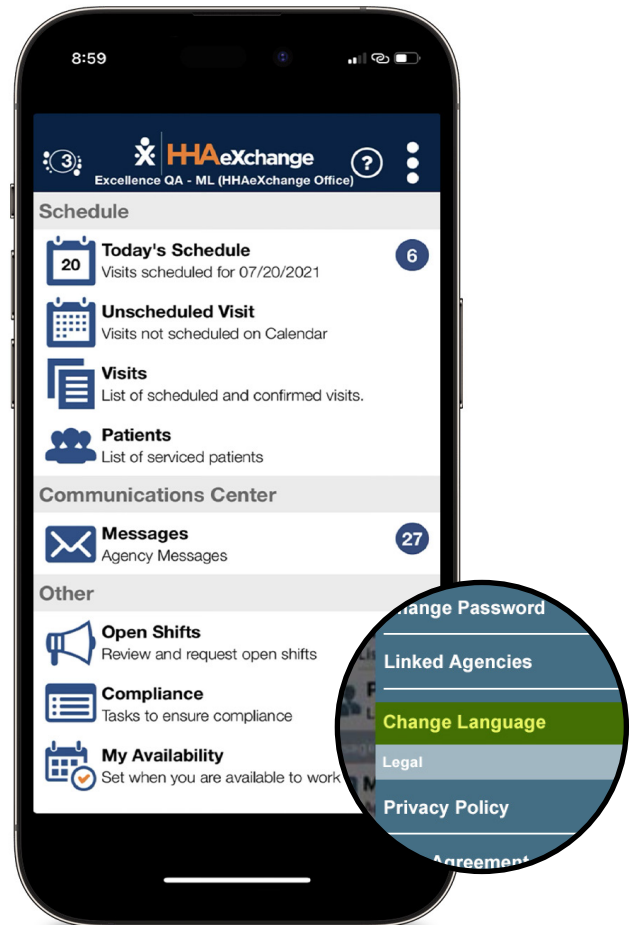 8:59
3
HHAeXchange
?
Excellence QA - ML (HHAeXchange Office)
Schedule
20
Today's Schedule
6
Visits scheduled for 07/20/2021
Unscheduled Visit
Visits not scheduled on Calendar
Visits
List of scheduled and confirmed visits.
Patients
List of serviced patients
Communications Center
Messages
27
Agency Messages
Other
Open Shifts
Review and request open shifts
Compliance
Tasks to ensure compliance
My Availability
Set when you are available to work
Change Password
Linked Agencies
Change Language
Legal
Privacy Policy
Agreement